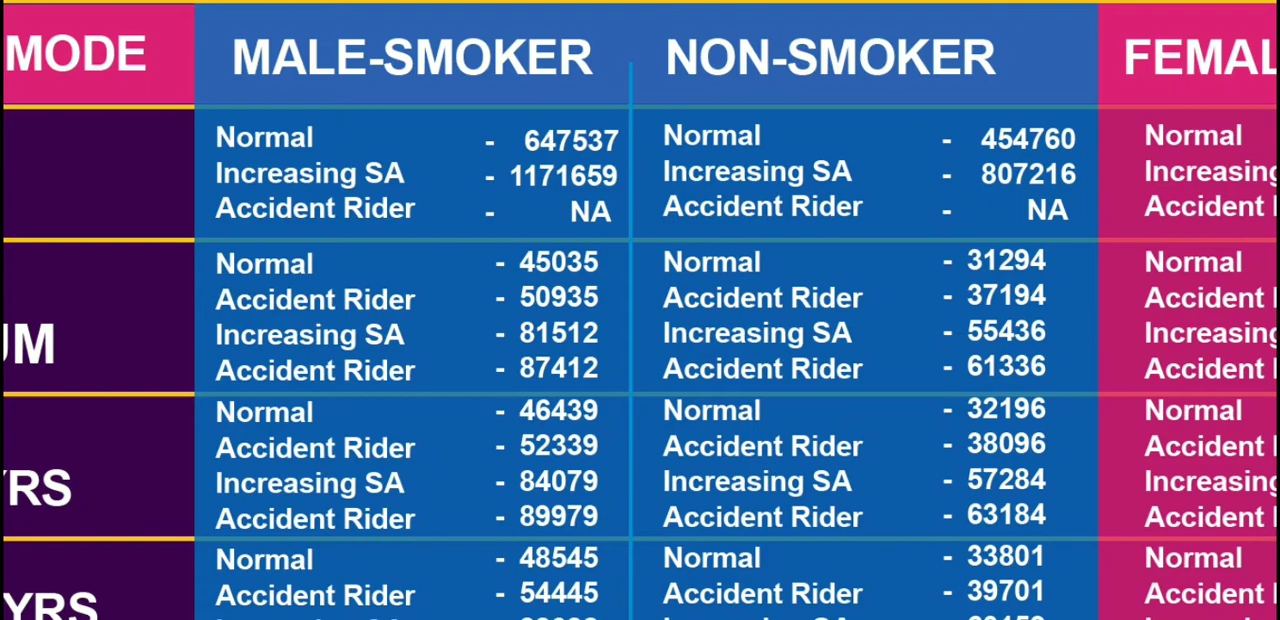 MODE MALE-SMOKER NON-SMOKER
Normal - 647537 Normal - 454760 Normal
Increasing SA - 1171659 Increasing SA - 807216 Increasing
Accident Rider - NA Accident Rider - NA Accident
Normal - 45035 Normal - 31294 Normal
Accident Rider - 50935 Accident Rider - 37194 Accident
Increasing SA - 81512 Increasing SA - 55436 Increasing
Accident Rider - 87412 Accident Rider - 61336 Accident
Normal - 46439 Normal - 32196 Normal
Accident Rider - 52339 Accident Rider - 38096 Accident
YRS Increasing SA - 84079 Increasing SA - 57284 Increasing
Accident Rider - 89979 Accident Rider - 63184 Accident
Normal - 48545 Normal - 33801 Normal
YRS Accident Rider - 54445 Accident Rider - 39701 Accident